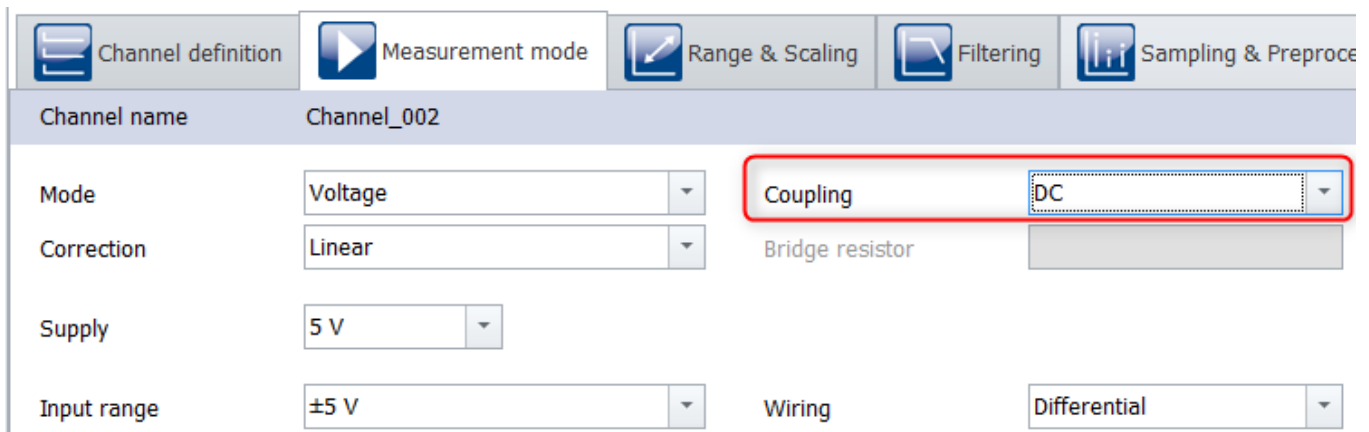 Channel definition Measurement mode Range & Scaling Filtering Sampling & Preproce
Channel name Channel_002
Mode Voltage Coupling DC
Correction Linear Bridge resistor
Supply 5 V
Input range ±5 V Wiring Differential